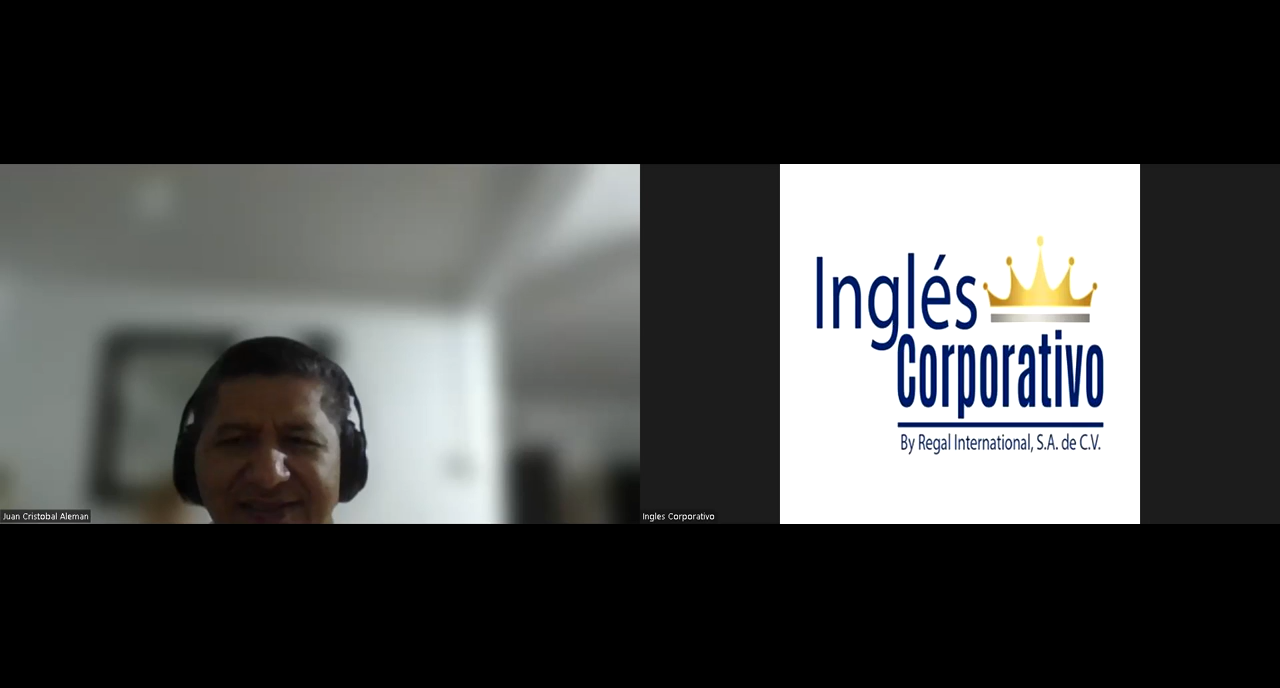 Inglés
Corporativo
By Regal International, S.A. de C.V.
Juan Cristobal Aleman
Ingles Corporativo